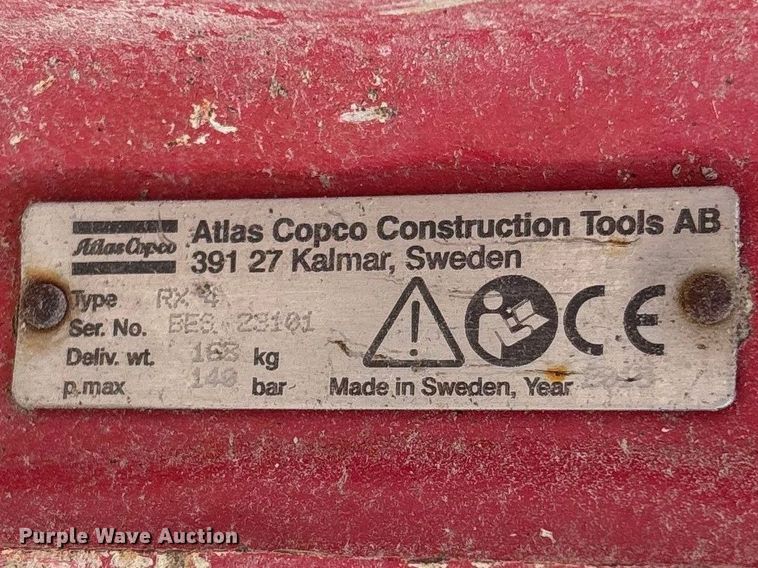 Atlas Copco
Atlas Copco Construction Tools AB
391 27 Kalmar, Sweden
Type RX 4
Ser. No. BES 28101
Deliv. wt. 168 kg
p.max 140 bar
Made in Sweden, Year
CE
Purple Wave Auction